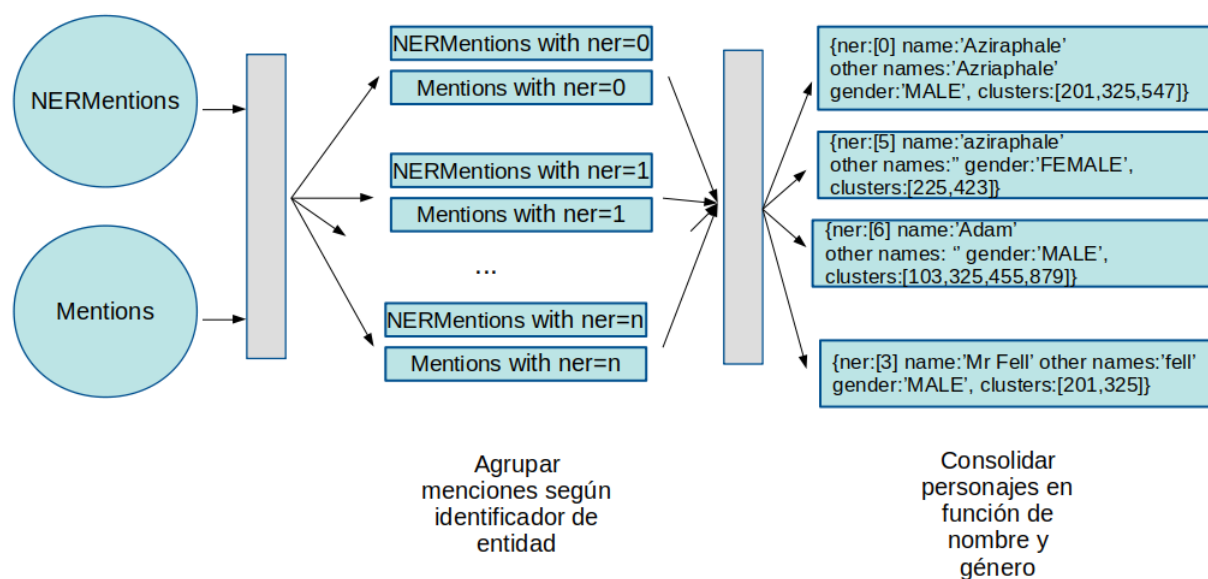 NERMentions
Mentions
NERMentions with ner=0
Mentions with ner=0
NERMentions with ner=1
Mentions with ner=1
...
NERMentions with ner=n
Mentions with ner=n
Agrupar
menciones según
identificador de
entidad
{ner:[0] name:’Aziraphale’
other names:’Azriaphale’
gender:’MALE’, clusters:[201,325,547]}
{ner:[5] name:’aziraphale’
other names:’’ gender:’FEMALE’,
clusters:[225,423]}
{ner:[6] name:’Adam’
other names: ‘’ gender:’MALE’,
clusters:[103,325,455,879]}
{ner:[3] name:’Mr Fell’ other names:’fell’
gender:’MALE’, clusters:[201,325]}
Consolidar
personajes en
función de
nombre y
género